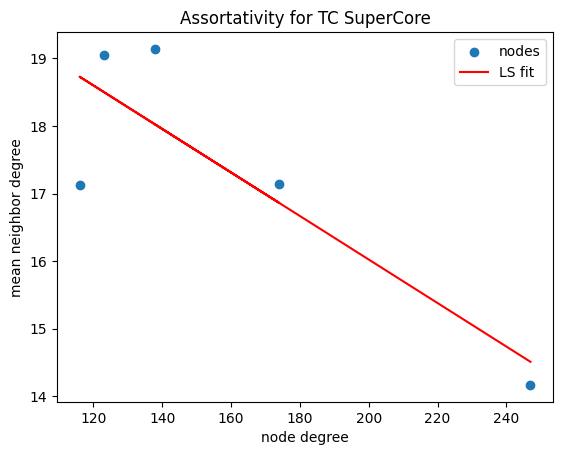 Assortativity for TC SuperCore
nodes
LS fit
mean neighbor degree
19
18
17
16
15
14
120
140
160
180
200
220
240
node degree